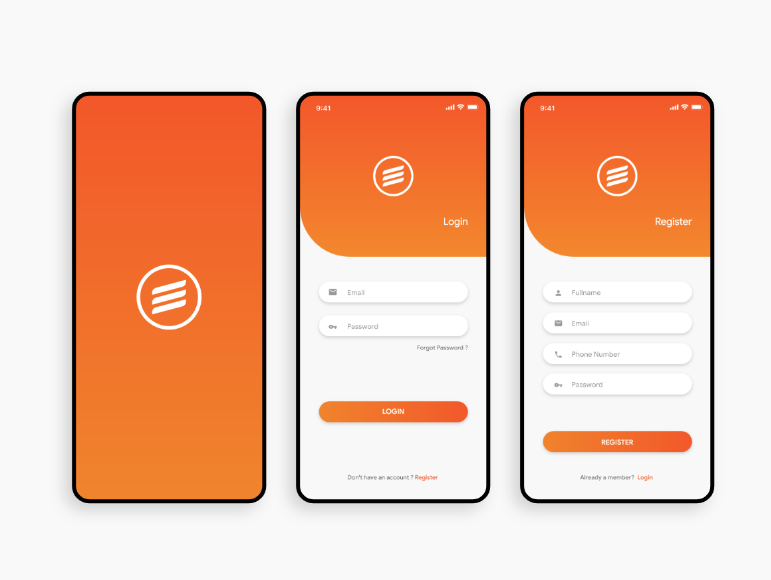 9:41
Login
Email
Password
Forgot Password ?
LOGIN
Don't have an account ? Register
9:41
Register
Fullname
Email
Phone Number
Password
REGISTER
Already a member? Login